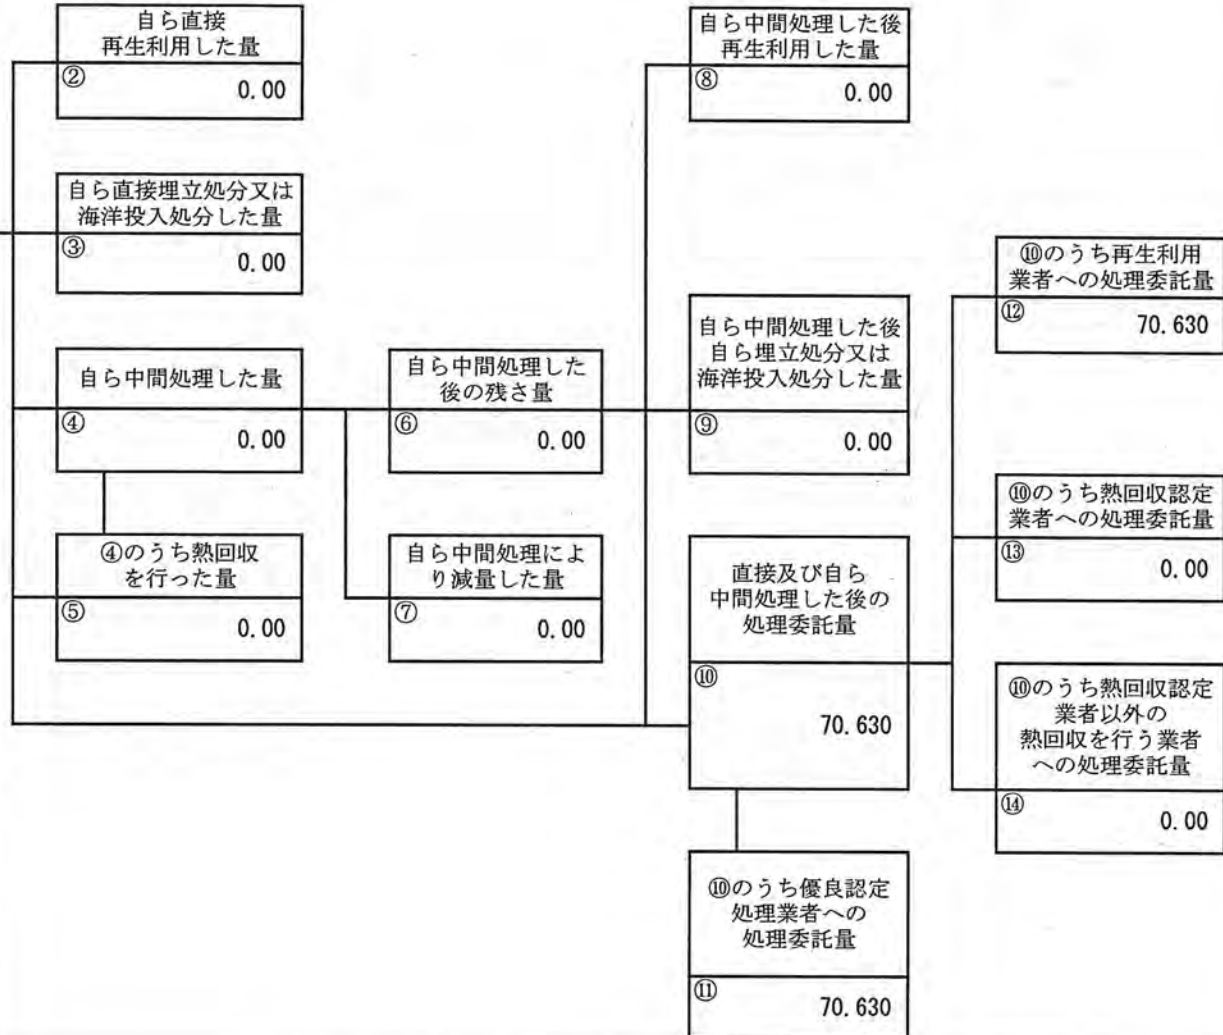 自ら直接
再生利用した量
②
0.00
自ら直接埋立処分又は
海洋投入処分した量
③
0.00
自ら中間処理した量
④
0.00
④のうち熱回収
を行った量
⑤
0.00
自ら中間処理した
後の残さ量
⑥
0.00
自ら中間処理によ
り減量した量
⑦
0.00
自ら中間処理した後
再生利用した量
⑧
0.00
自ら中間処理した後
自ら埋立処分又は
海洋投入処分した量
⑨
0.00
直接及び自ら
中間処理した後の
処理委託量
⑩
70.630
⑩のうち優良認定
処理業者への
処理委託量
⑪
70.630
⑩のうち再生利用
業者への処理委託量
⑫
70.630
⑩のうち熱回収認定
業者への処理委託量
⑬
0.00
⑩のうち熱回収認定
業者以外の
熱回収を行う業者
への処理委託量
⑭
0.00